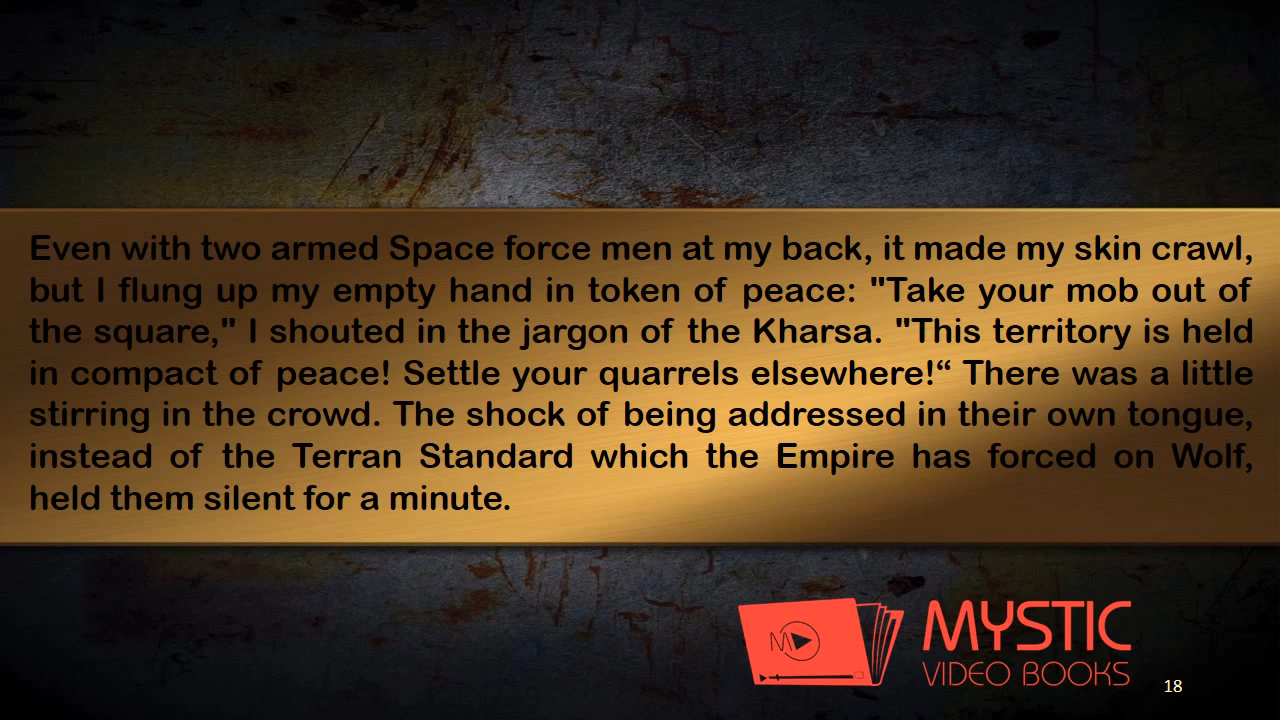 Even with two armed Space force men at my back, it made my skin crawl,
but I flung up my empty hand in token of peace: "Take your mob out of
the square," I shouted in the jargon of the Kharsa. "This territory is held
in compact of peace! Settle your quarrels elsewhere!“ There was a little
stirring in the crowd. The shock of being addressed in their own tongue,
instead of the Terran Standard which the Empire has forced on Wolf,
held them silent for a minute.
M
MYSTIC
VIDEO BOOKS
18